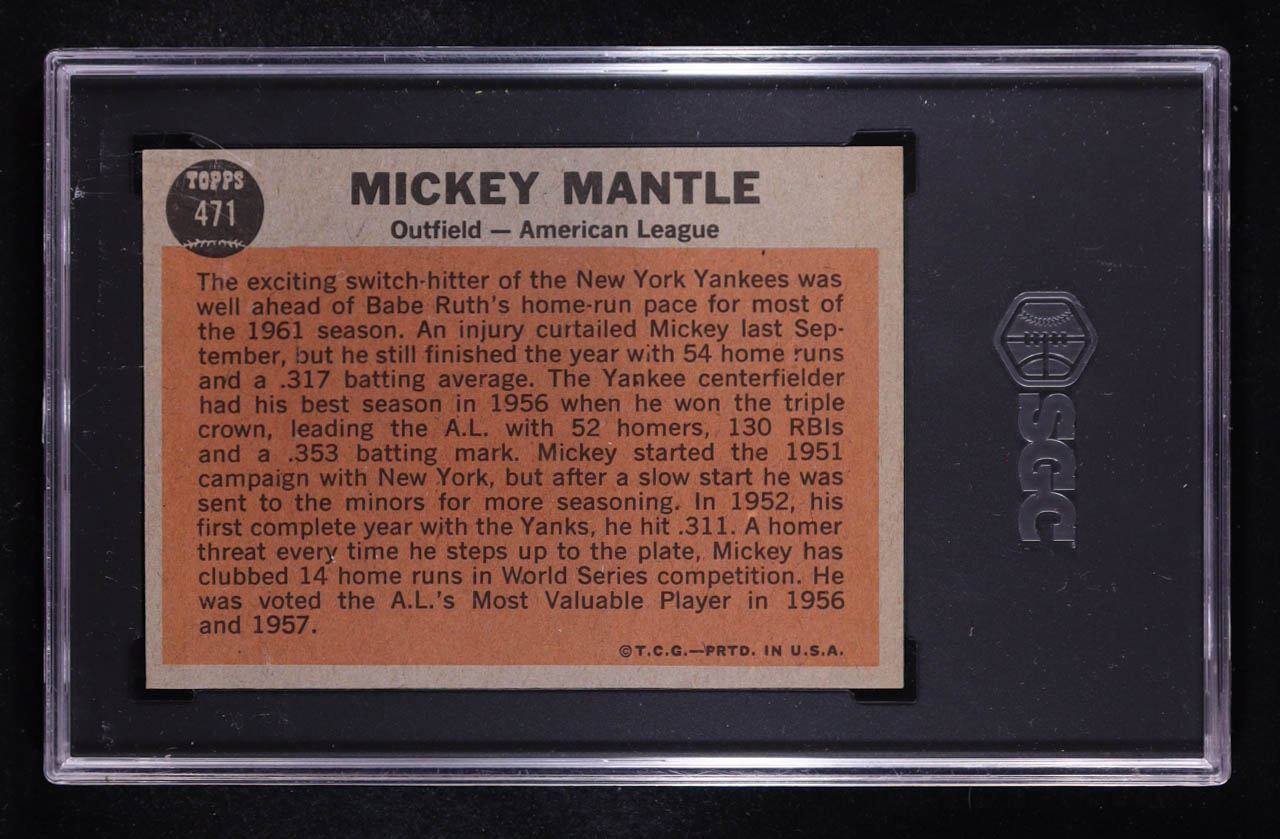 TOPPS
471
MICKEY MANTLE
Outfield — American League
The exciting switch-hitter of the New York Yankees was
well ahead of Babe Ruth's home-run pace for most of
the 1961 season. An injury curtailed Mickey last Sep-
tember, but he still finished the year with 54 home runs
and a .317 batting average. The Yankee centerfielder
had his best season in 1956 when he won the triple
crown, leading the A.L. with 52 homers, 130 RBIs
and a .353 batting mark. Mickey started the 1951
campaign with New York, but after a slow start he was
sent to the minors for more seasoning. In 1952, his
first complete year with the Yanks, he hit .311. A homer
threat every time he steps up to the plate, Mickey has
clubbed 14 home runs in World Series competition. He
was voted the A.L.'s Most Valuable Player in 1956
and 1957.
©T.C.G.—PRTD. IN U.S.A.
SGC